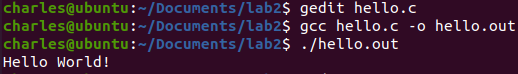 charles@ubuntu:~/Documents/lab2$ gedit hello.c
charles@ubuntu:~/Documents/lab2$ gcc hello.c -o hello.out
charles@ubuntu:~/Documents/lab2$ ./hello.out
Hello World!